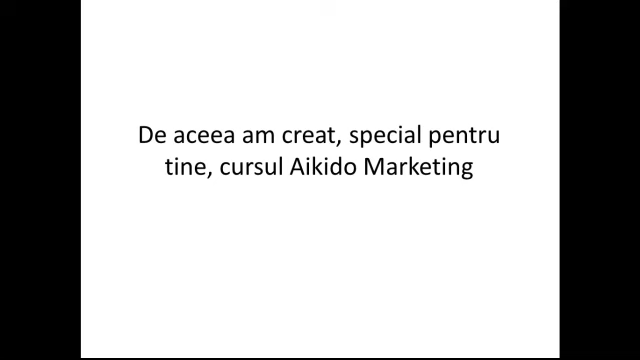 De aceea am creat, special pentru
tine, cursul Aikido Marketing